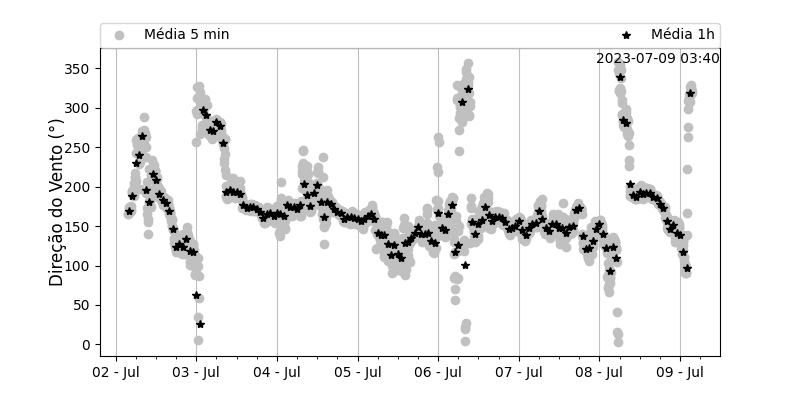 Média 5 min
Média 1h
2023-07-09 03:40
Direção do Vento (°)
350
300
250
200
150
100
50
0
02 - Jul
03 - Jul
04 - Jul
05 - Jul
06 - Jul
07 - Jul
08 - Jul
09 - Jul